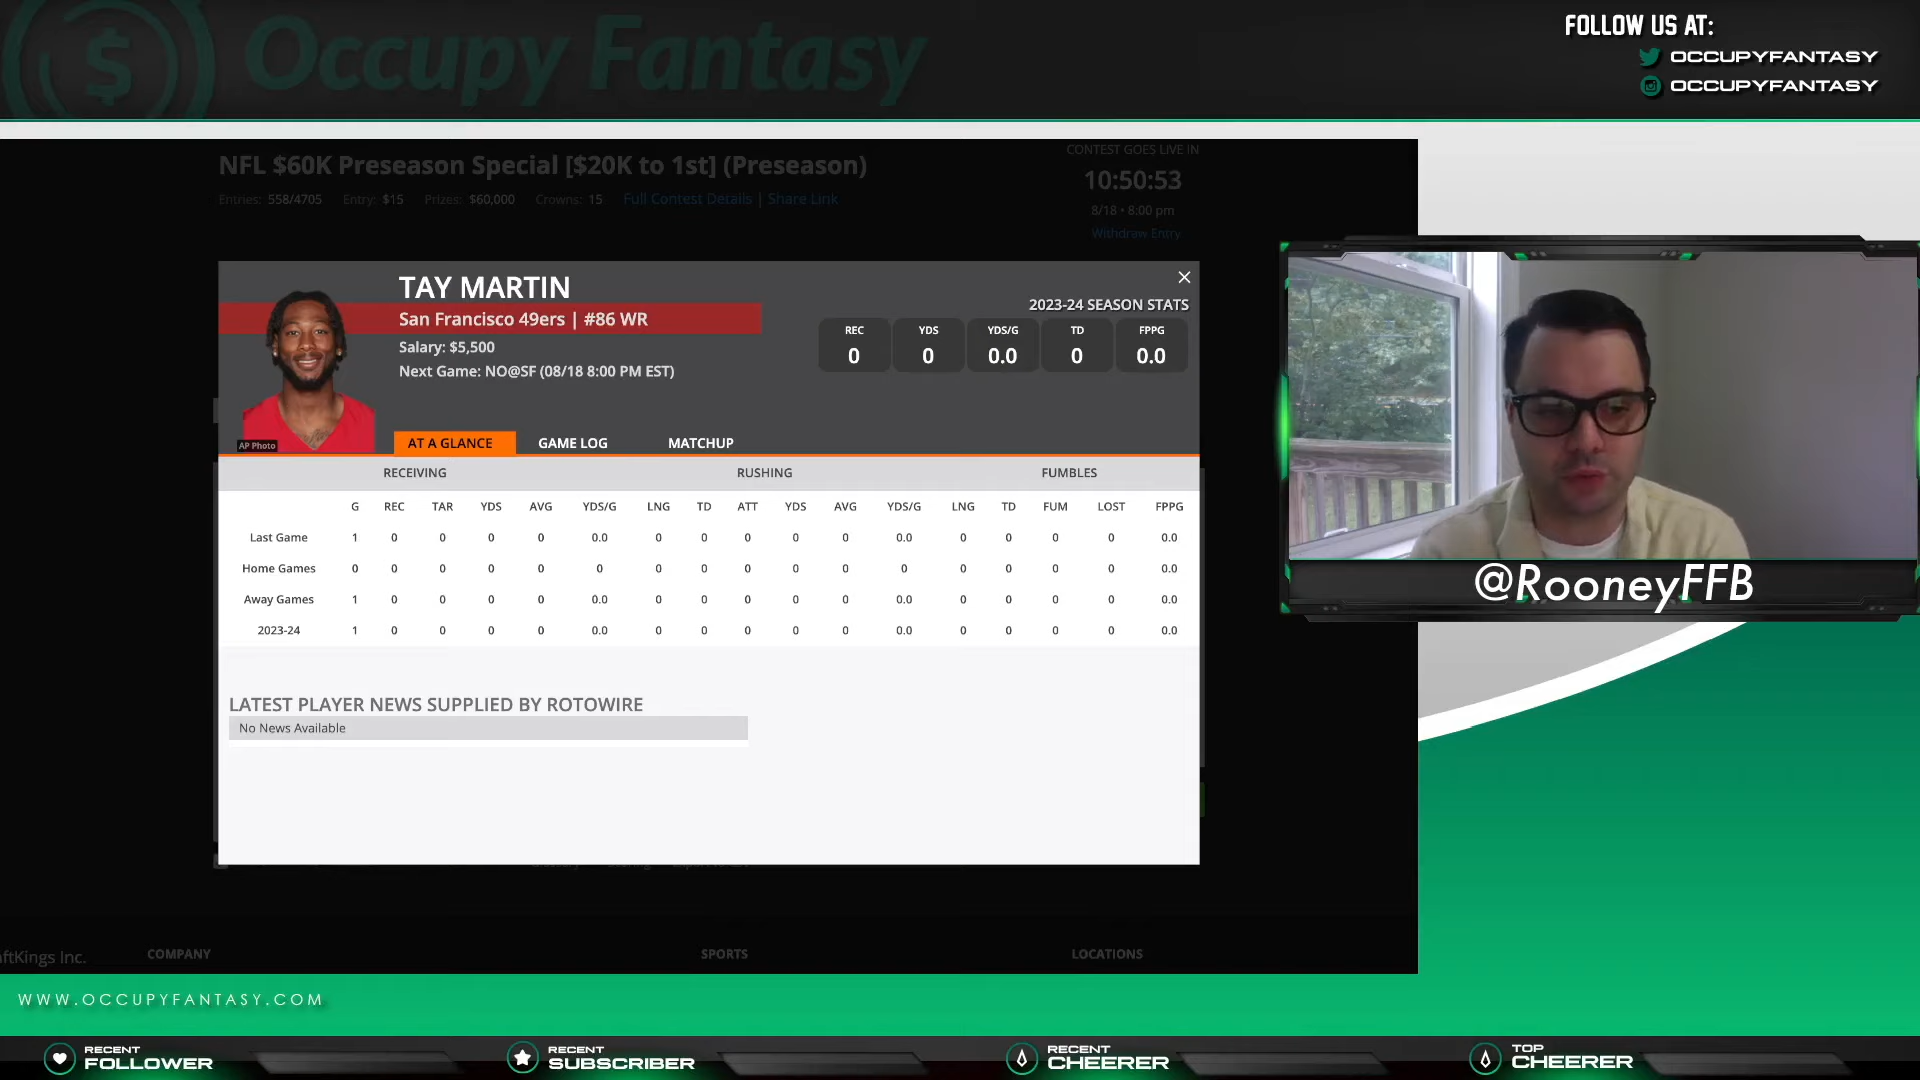 Occupy Fantasy
FOLLOW US AT:
OCCUPYFANTASY
OCCUPYFANTASY
NFL $60K Preseason Special [$20K to 1st] (Preseason)
Entries: 558/4705 Entry: $15 Prizes: $60,000 Crowns: 15 Full Contest Details | Share Link
CONTEST GOES LIVE IN
10:50:53
8/18 • 8:00 pm
Withdrew Entry
TAY MARTIN
San Francisco 49ers | #86 WR
Salary: $5,500
Next Game: NO@SF (08/18 8:00 PM EST)
AP Photo
2023-24 SEASON STATS
REC YDS YDS/G TD FPPG
0 0 0.0 0 0.0
AT A GLANCE GAME LOG MATCHUP
RECEIVING RUSHING FUMBLES
G REC TAR YDS AVG YDS/G LNG TD ATT YDS AVG YDS/G LNG TD FUM LOST FPPG
Last Game 1 0 0 0 0 0.0 0 0 0 0 0 0.0 0 0 0 0 0.0
Home Games 0 0 0 0 0 0 0 0 0 0 0 0 0 0 0 0 0.0
Away Games 1 0 0 0 0 0.0 0 0 0 0 0 0.0 0 0 0 0 0.0
2023-24 1 0 0 0 0 0.0 0 0 0 0 0 0.0 0 0 0 0 0.0
LATEST PLAYER NEWS SUPPLIED BY ROTOWIRE
No News Available
@RooneyFFB
ftKings Inc. COMPANY SPORTS LOCATIONS
WWW.OCCUPYFANTASY.COM
RECENT FOLLOWER
RECENT SUBSCRIBER
RECENT CHEERER
TOP CHEERER